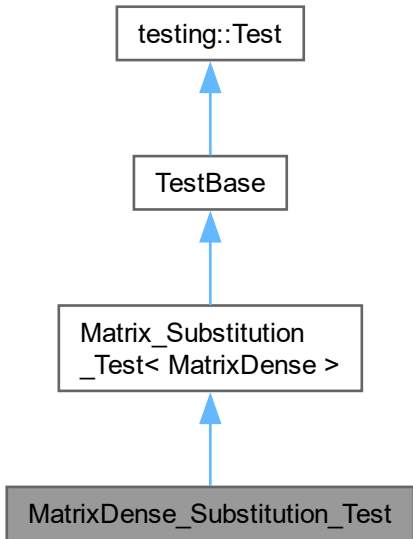 testing::Test
TestBase
Matrix_Substitution
_Test< MatrixDense >
MatrixDense_Substitution_Test